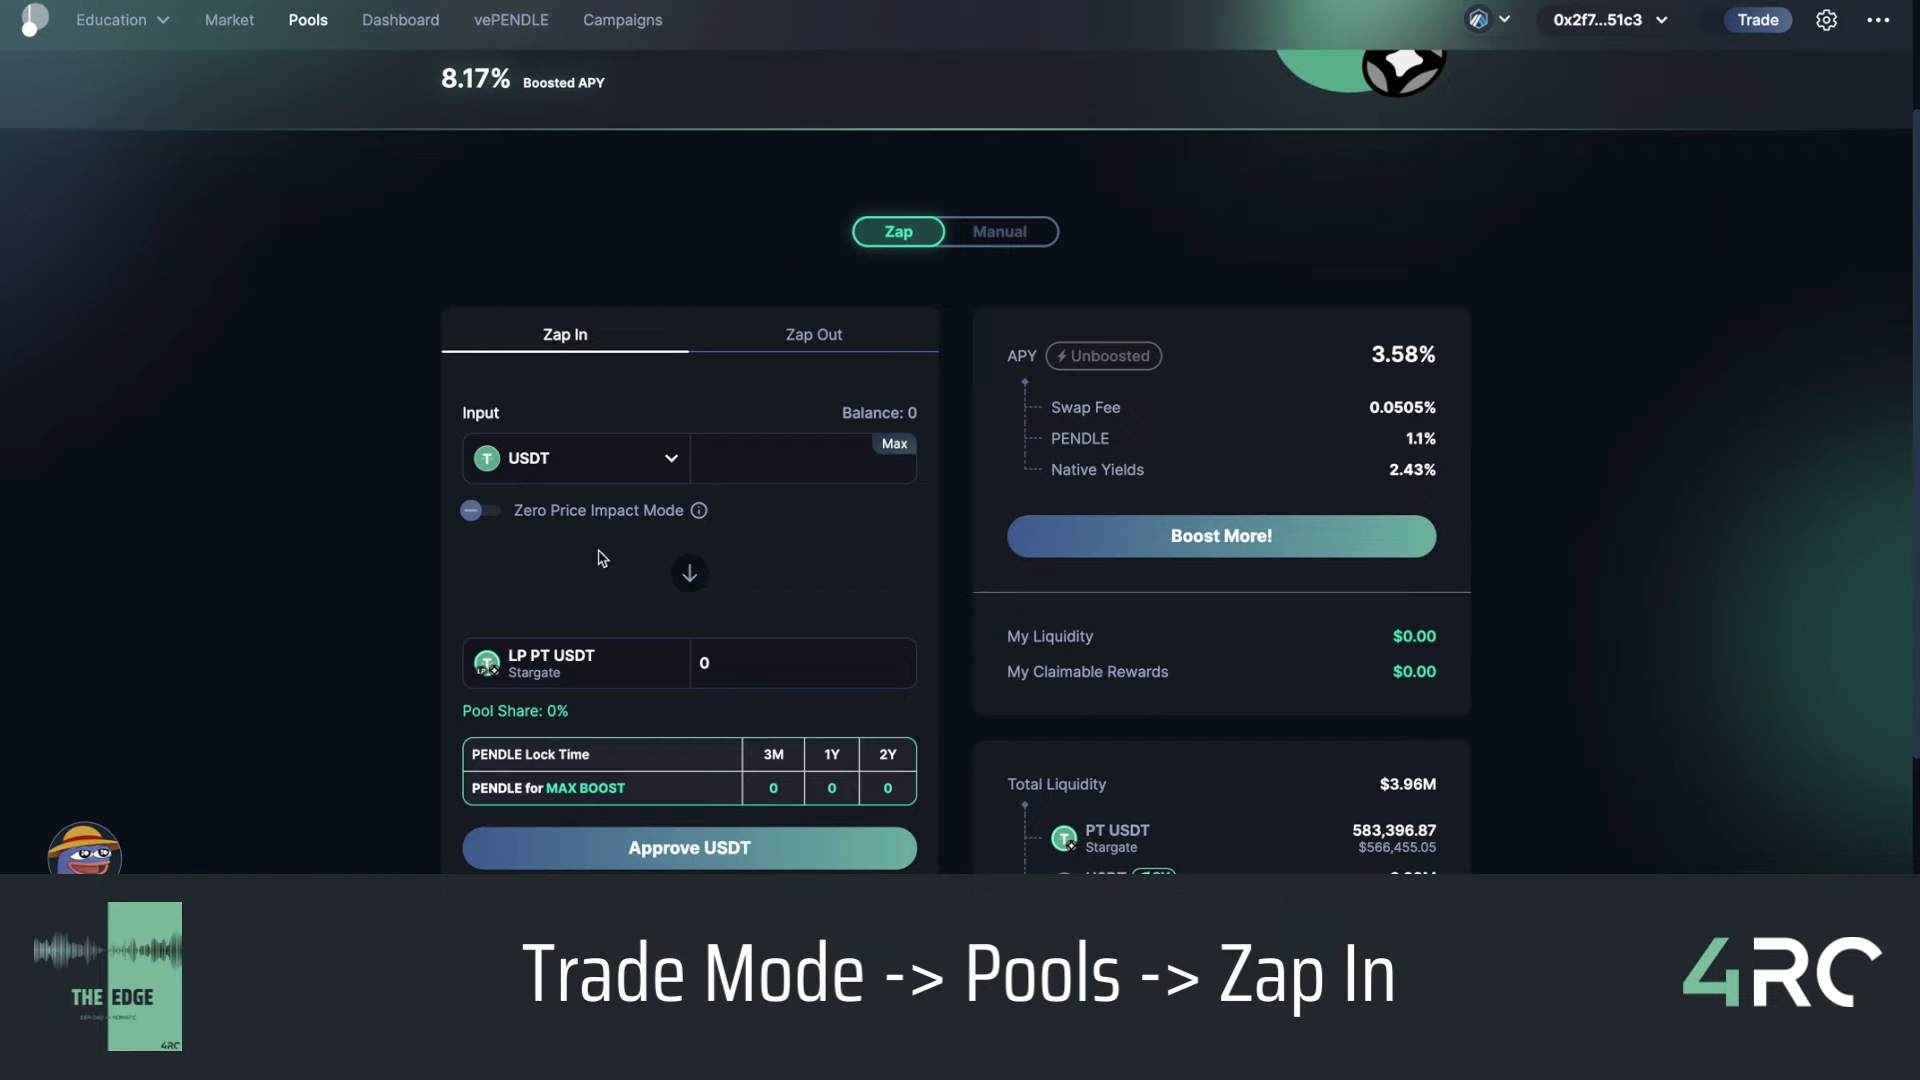 Education Market Pools Dashboard vePENDLE Campaigns 0x2f7...51c3 Trade
8.17% Boosted APY
Zap Manual
Zap In Zap Out
Input Balance: 0
USDT Max
Zero Price Impact Mode
LP PT USDT 0
Stargate
Pool Share: 0%
PENDLE Lock Time 3M 1Y 2Y
PENDLE for MAX BOOST 0 0 0
Approve USDT
APY Unboosted 3.58%
Swap Fee 0.0505%
PENDLE 1.1%
Native Yields 2.43%
Boost More!
My Liquidity $0.00
My Claimable Rewards $0.00
Total Liquidity $3.96M
PT USDT 583,396.87
Stargate $566,455.05
THE EDGE
4RC
Trade Mode -> Pools -> Zap In
4RC